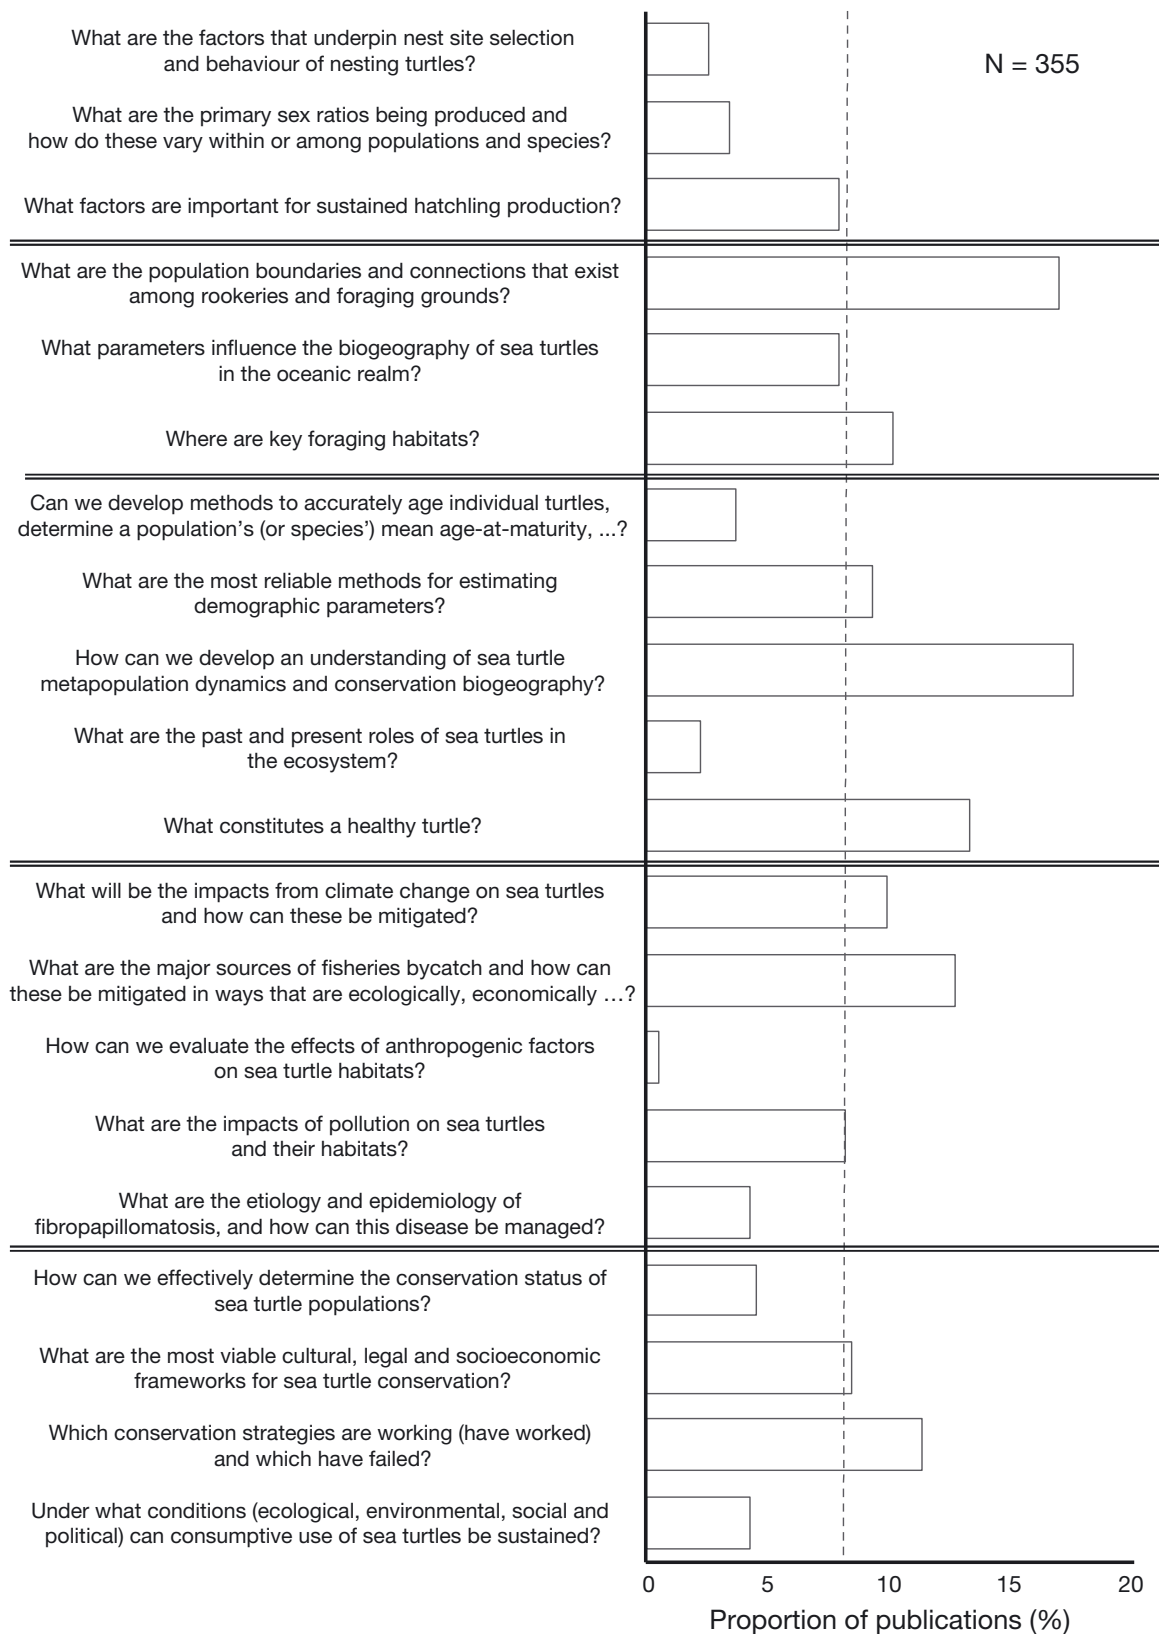 What are the factors that underpin nest site selection
and behaviour of nesting turtles?
N = 355
What are the primary sex ratios being produced and
how do these vary within or among populations and species?
What factors are important for sustained hatchling production?
What are the population boundaries and connections that exist
among rookeries and foraging grounds?
What parameters influence the biogeography of sea turtles
in the oceanic realm?
Where are key foraging habitats?
Can we develop methods to accurately age individual turtles,
determine a population’s (or species’) mean age-at-maturity, ...?
What are the most reliable methods for estimating
demographic parameters?
How can we develop an understanding of sea turtle
metapopulation dynamics and conservation biogeography?
What are the past and present roles of sea turtles in
the ecosystem?
What constitutes a healthy turtle?
What will be the impacts from climate change on sea turtles
and how can these be mitigated?
What are the major sources of fisheries bycatch and how can
these be mitigated in ways that are ecologically, economically …?
How can we evaluate the effects of anthropogenic factors
on sea turtle habitats?
What are the impacts of pollution on sea turtles
and their habitats?
What are the etiology and epidemiology of
fibropapillomatosis, and how can this disease be managed?
How can we effectively determine the conservation status of
sea turtle populations?
What are the most viable cultural, legal and socioeconomic
frameworks for sea turtle conservation?
Which conservation strategies are working (have worked)
and which have failed?
Under what conditions (ecological, environmental, social and
political) can consumptive use of sea turtles be sustained?
0 5 10 15 20
Proportion of publications (%)